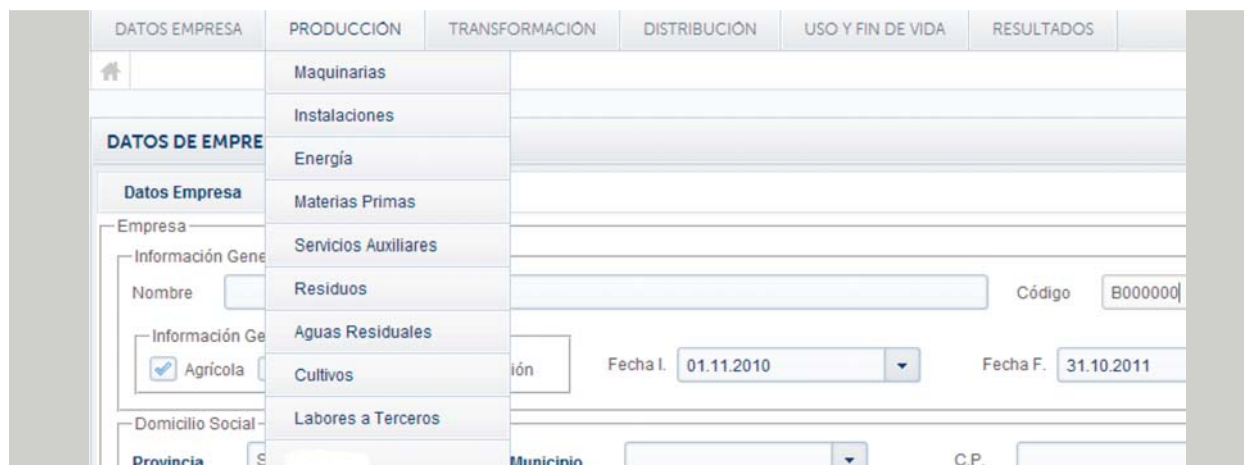 DATOS EMPRESA PRODUCCIÓN TRANSFORMACIÓN DISTRIBUCIÓN USO Y FIN DE VIDA RESULTADOS
Maquinarias
Instalaciones
DATOS DE EMPRE
Energía
Datos Empresa
Materias Primas
Empresa
Servicios Auxiliares
Información Gene
Nombre
Residuos
Código B000000
Información Ge
Aguas Residuales
Agrícola
Cultivos
ión
Fecha I. 01.11.2010
Fecha F. 31.10.2011
Labores a Terceros
Domicilio Social
Provincia S
Municipio
C.P.